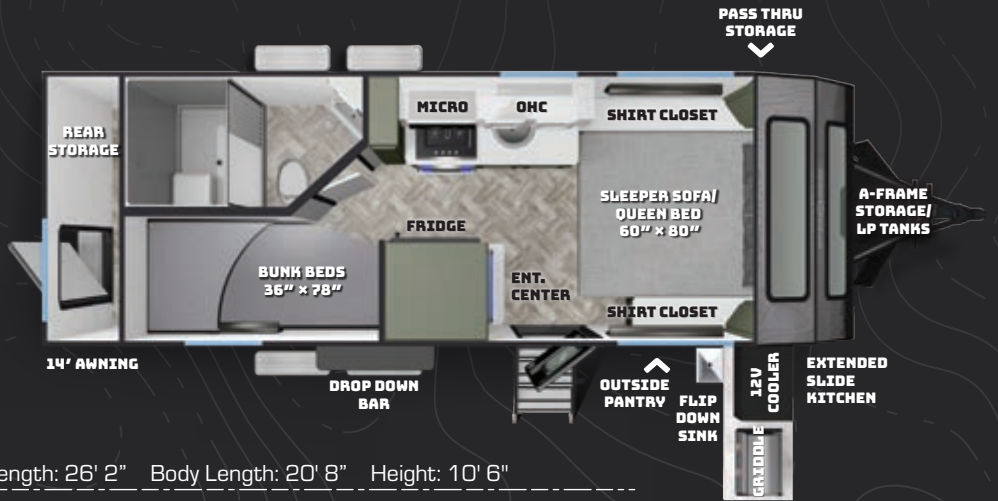 PASS THRU
STORAGE
REAR
STORAGE
MICRO
OHC
SHIRT CLOSET
SLEEPER SOFA/
QUEEN BED
60” × 80”
A-FRAME
STORAGE/
LP TANKS
FRIDGE
BUNK BEDS
36” × 78”
ENT.
CENTER
SHIRT CLOSET
14’ AWNING
DROP DOWN
BAR
OUTSIDE
PANTRY
FLIP
DOWN
SINK
12V
COOLER
EXTENDED
SLIDE
KITCHEN
GRIDDLE
ength: 26' 2” Body Length: 20' 8” Height: 10' 6"